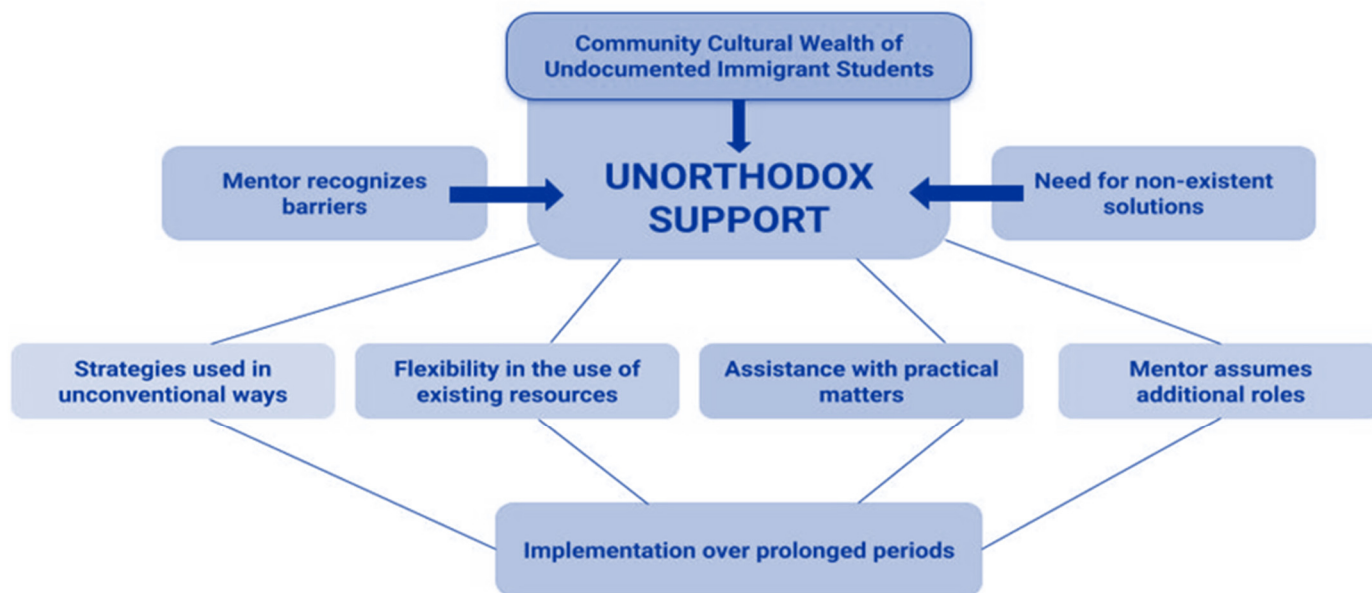 Community Cultural Wealth of
Undocumented Immigrant Students
Mentor recognizes
barriers
UNORTHODOX
SUPPORT
Need for non-existent
solutions
Strategies used in
unconventional ways
Flexibility in the use of
existing resources
Assistance with practical
matters
Mentor assumes
additional roles
Implementation over prolonged periods